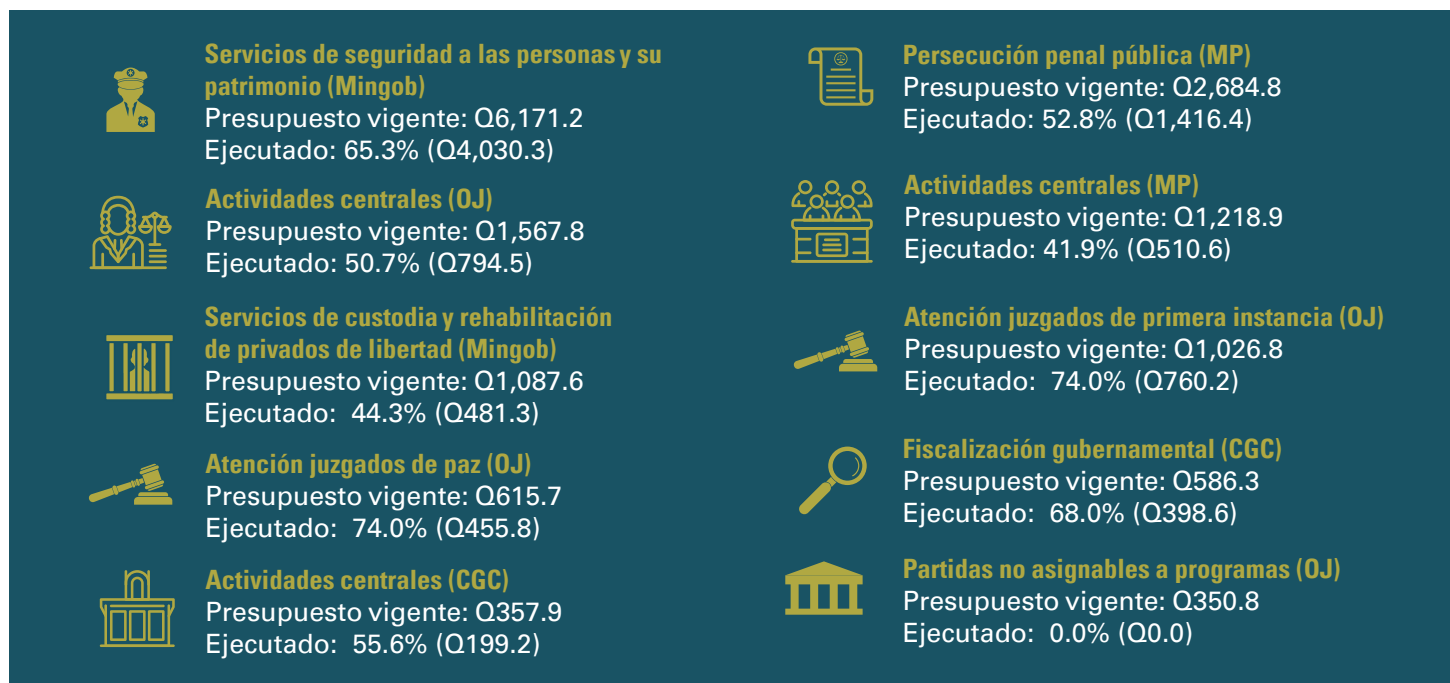 Servicios de seguridad a las personas y su
patrimonio (Mingob)
Presupuesto vigente: Q6,171.2
Ejecutado: 65.3% (Q4,030.3)
Persecución penal pública (MP)
Presupuesto vigente: Q2,684.8
Ejecutado: 52.8% (Q1,416.4)
Actividades centrales (OJ)
Presupuesto vigente: Q1,567.8
Ejecutado: 50.7% (Q794.5)
Actividades centrales (MP)
Presupuesto vigente: Q1,218.9
Ejecutado: 41.9% (Q510.6)
Servicios de custodia y rehabilitación
de privados de libertad (Mingob)
Presupuesto vigente: Q1,087.6
Ejecutado: 44.3% (Q481.3)
Atención juzgados de primera instancia (OJ)
Presupuesto vigente: Q1,026.8
Ejecutado: 74.0% (Q760.2)
Atención juzgados de paz (OJ)
Presupuesto vigente: Q615.7
Ejecutado: 74.0% (Q455.8)
Fiscalización gubernamental (CGC)
Presupuesto vigente: Q586.3
Ejecutado: 68.0% (Q398.6)
Actividades centrales (CGC)
Presupuesto vigente: Q357.9
Ejecutado: 55.6% (Q199.2)
Partidas no asignables a programas (OJ)
Presupuesto vigente: Q350.8
Ejecutado: 0.0% (Q0.0)